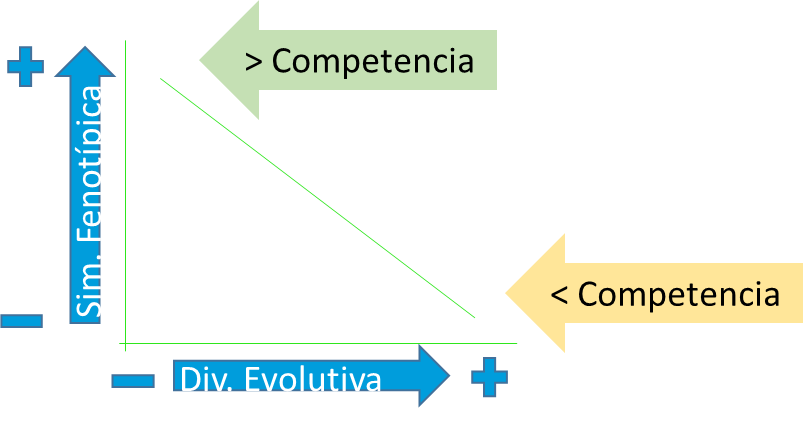 > Competencia
Sim. Fenotípica
< Competencia
Div. Evolutiva